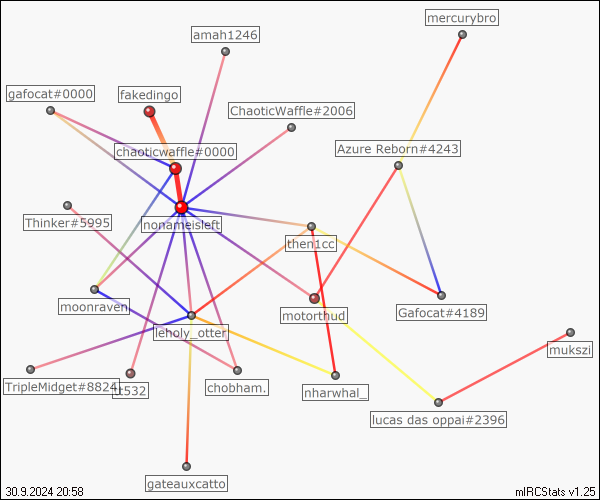 mercurybro
amah1246
gafocat#0000
fakedingo
ChaoticWaffle#2006
chaoticwaffle#0000
Azure Reborn#4243
Thinker#5995
nonameisleft
then1cc
moonraven
motorthud
Gafocat#4189
leholy_otter
mukszi
TripleMidget#8824
chobham.
nharwhal_
lucas das oppai#2396
gateauxcatto
30.9.2024 20:58
mIRCStats v1.25